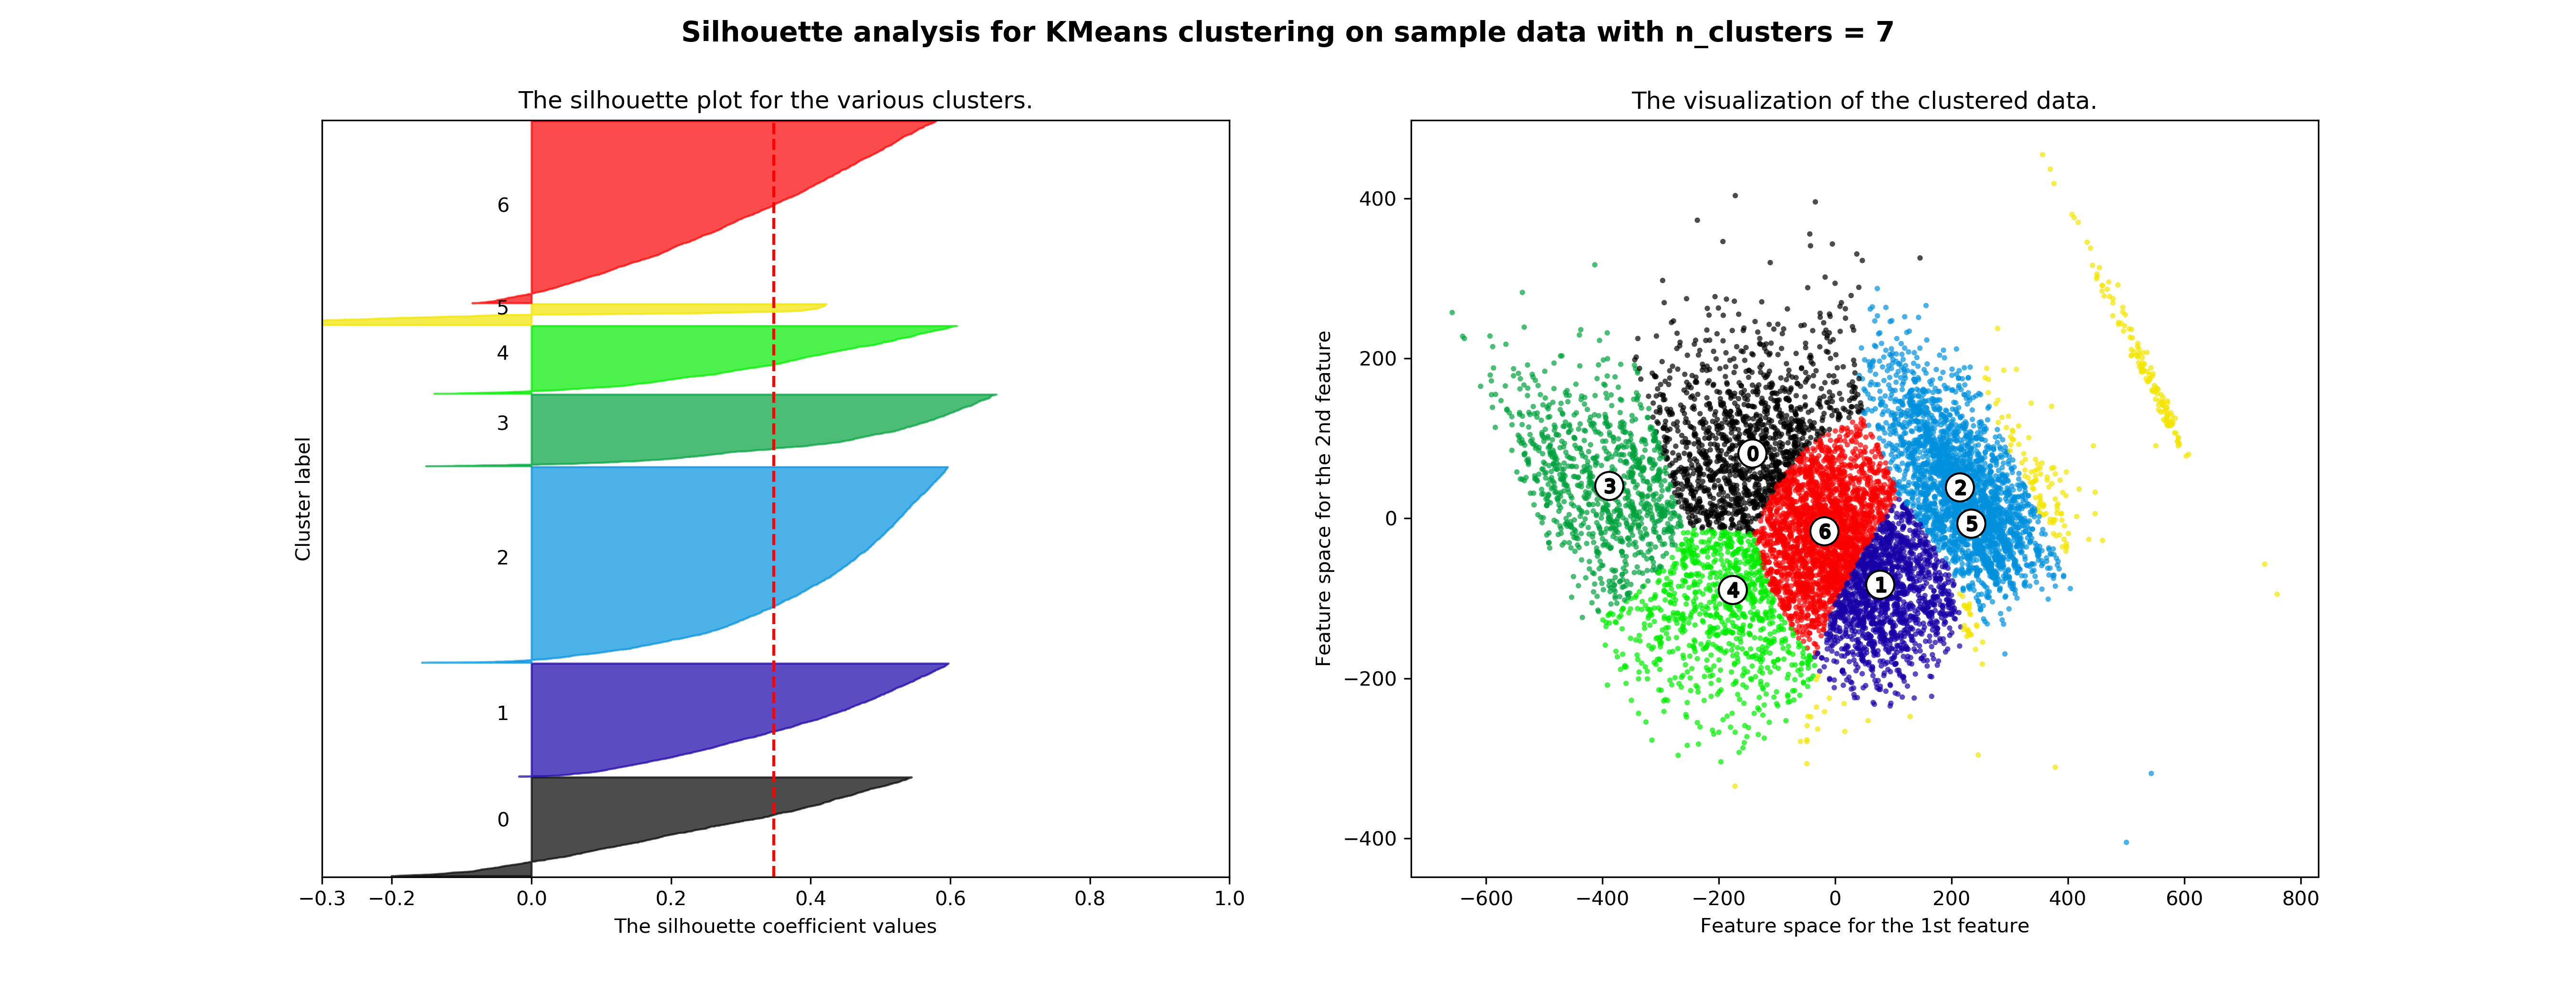 Silhouette analysis for KMeans clustering on sample data with n_clusters = 7
The silhouette plot for the various clusters.
6
5
4
3
2
1
0
Cluster label
−0.3 −0.2 0.0 0.2 0.4 0.6 0.8 1.0
The silhouette coefficient values
The visualization of the clustered data.
400
200
0
−200
−400
Feature space for the 2nd feature
0
3
2
5
6
4
1
−600 −400 −200 0 200 400 600 800
Feature space for the 1st feature